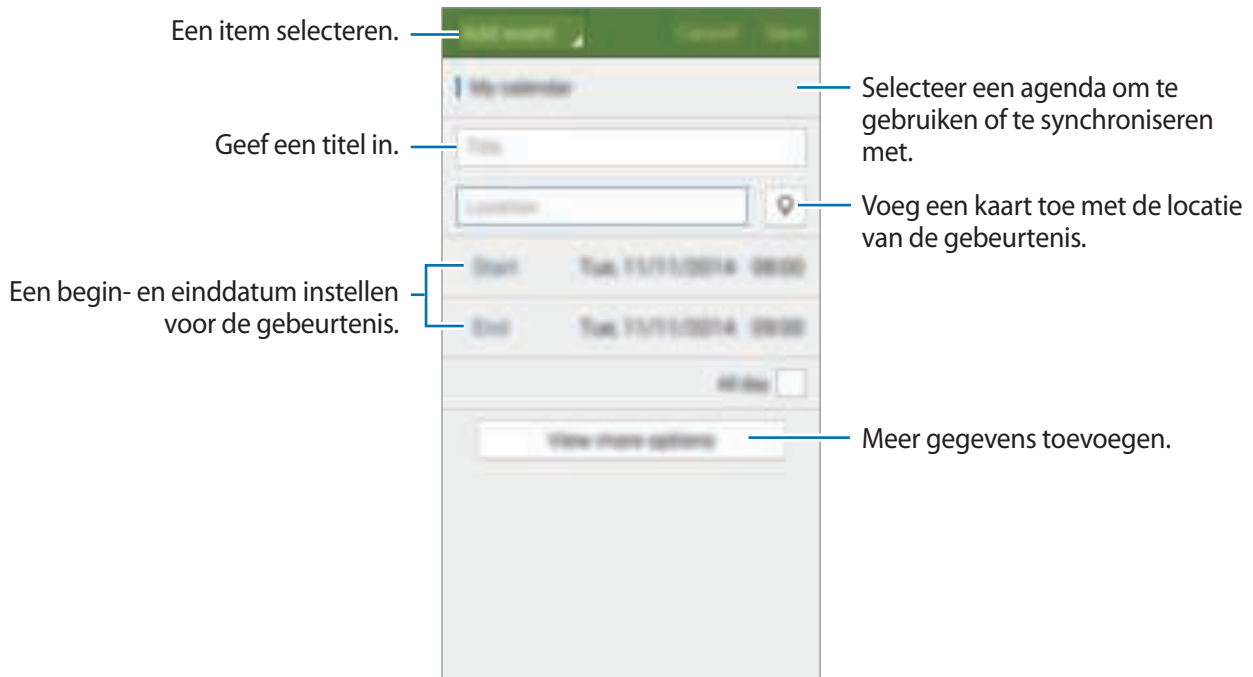 Een item selecteren.
Add event
Cancel
Save
My calendar
Selecteer een agenda om te
gebruiken of te synchroniseren
met.
Geef een titel in.
Title
Location
Voeg een kaart toe met de locatie
van de gebeurtenis.
Start Tue, 11/11/2014 08:00
Een begin- en einddatum instellen
voor de gebeurtenis.
End Tue, 11/11/2014 09:00
All day
View more options
Meer gegevens toevoegen.